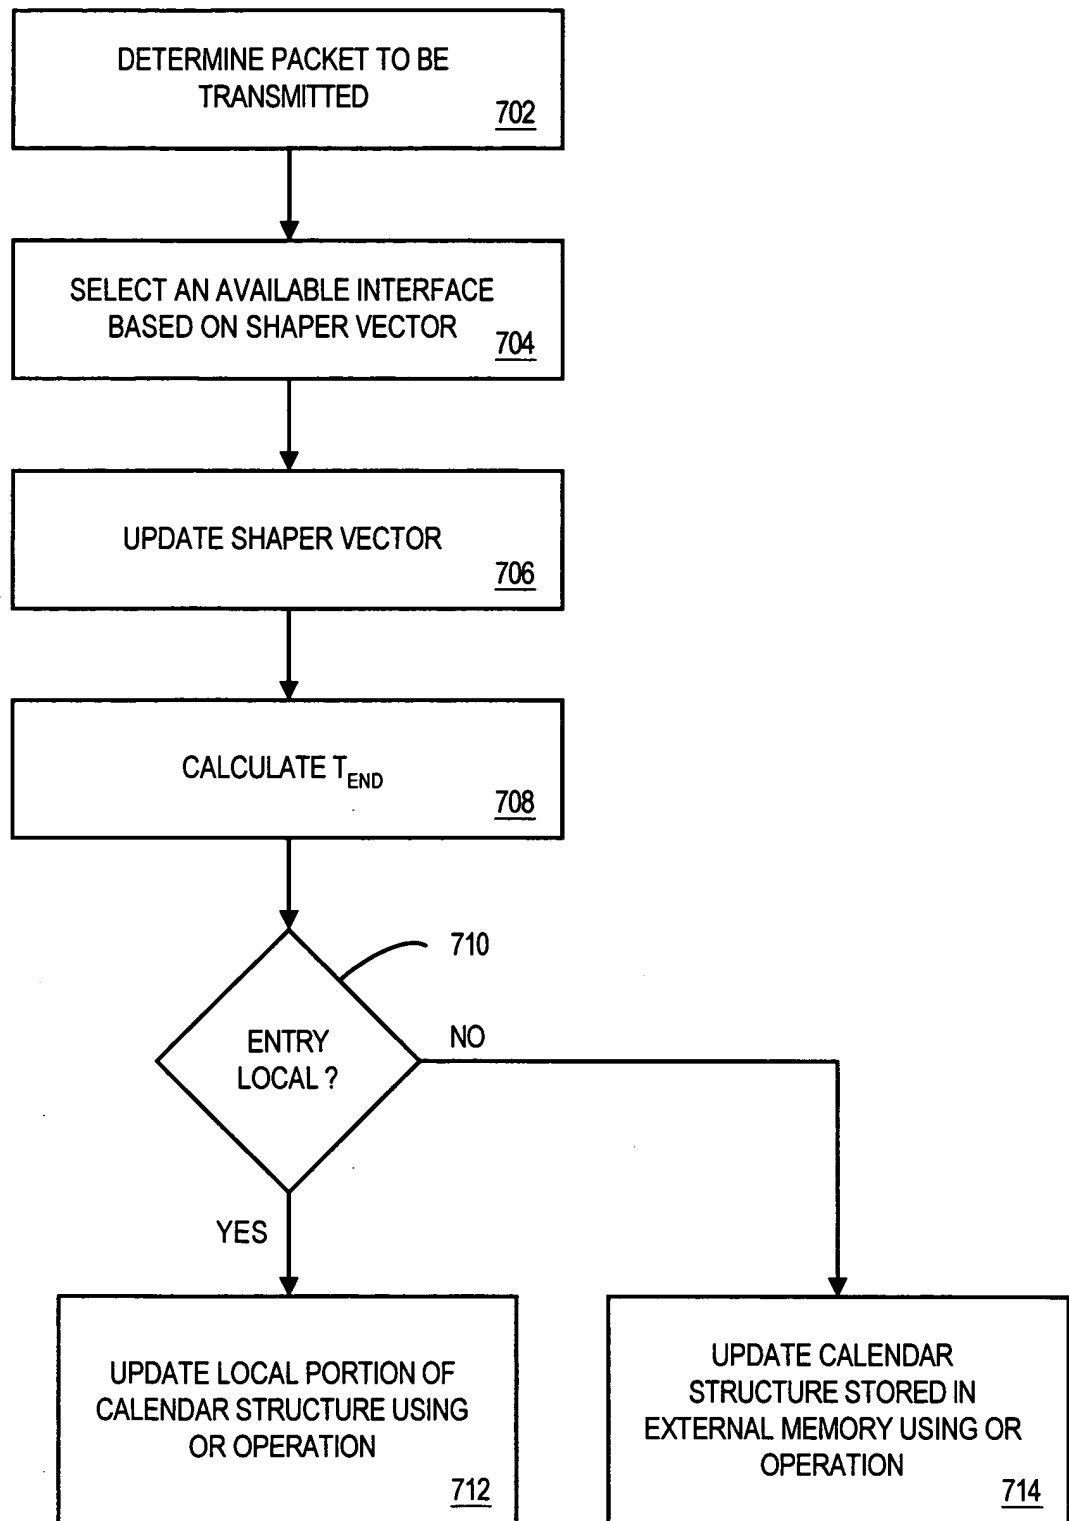 DETERMINE PACKET TO BE
TRANSMITTED
702
SELECT AN AVAILABLE INTERFACE
BASED ON SHAPER VECTOR
704
UPDATE SHAPER VECTOR
706
CALCULATE T_END
708
710
ENTRY
LOCAL ?
NO
YES
UPDATE LOCAL PORTION OF
CALENDAR STRUCTURE USING
OR OPERATION
712
UPDATE CALENDAR
STRUCTURE STORED IN
EXTERNAL MEMORY USING OR
OPERATION
714